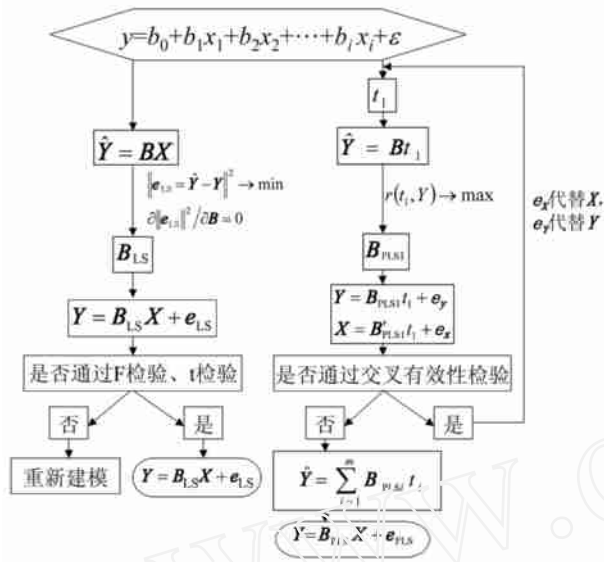 y=b₀+b₁x₁+b₂x₂+⋯+bᵢxᵢ+ε
Ŷ = BX
‖e_LS = Ŷ − Y‖² → min
∂‖e_LS‖²/∂B = 0
B_LS
Y = B_LS X + e_LS
是否通过F检验、t检验
否
是
重新建模
Y = B_LS X + e_LS
t₁
Ŷ = Bt₁
r(t₁,Y) → max
B_PLS1
Y = B_PLS1 t₁ + e_y
X = B'_PLS1 t₁ + e_x
是否通过交叉有效性检验
否
是
Ŷ = ∑_{i=1}^{m} B_PLSi tᵢ
Y = B_PLS X + e_PLS
e_X代替X,
e_Y代替Y